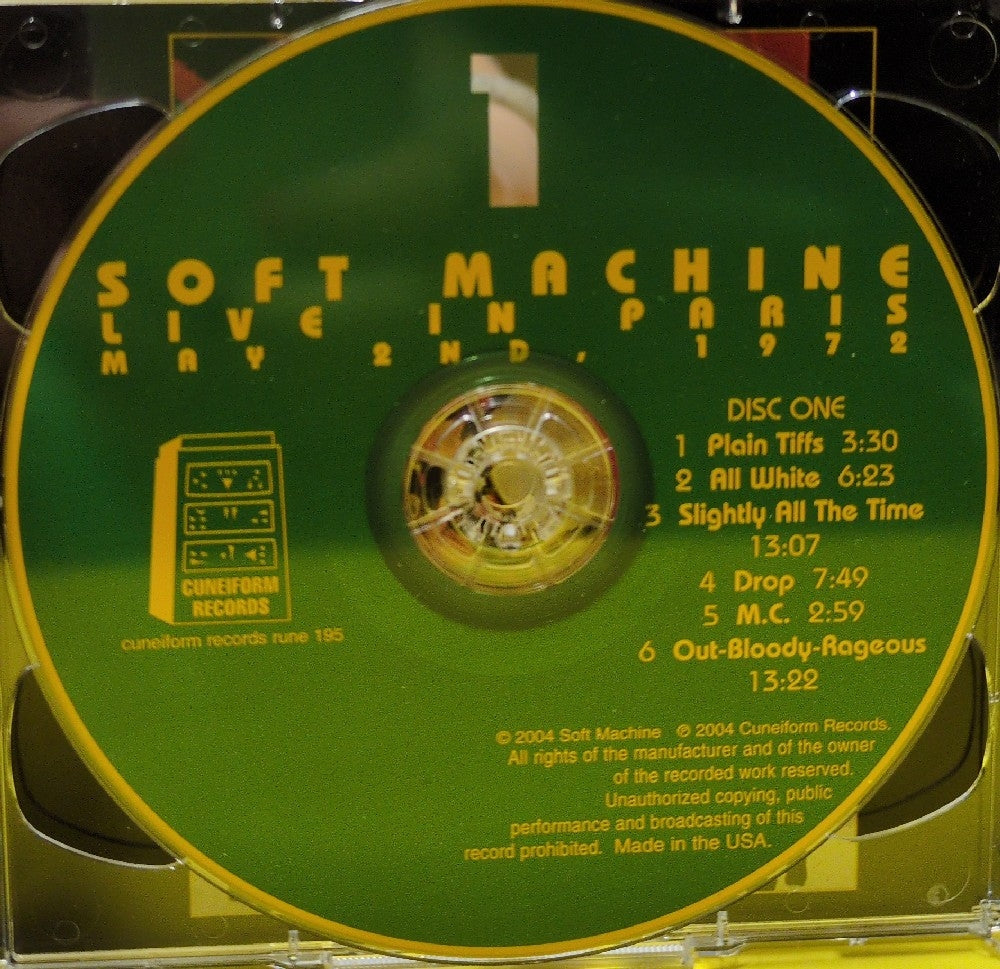 1
SOFT MACHINE
LIVE IN PARIS
MAY 2ND, 1972
DISC ONE
1 Plain Tiffs 3:30
2 All White 6:23
3 Slightly All The Time
13:07
4 Drop 7:49
5 M.C. 2:59
6 Out-Bloody-Rageous
13:22
CUNEIFORM
RECORDS
cuneiform records rune 195
© 2004 Soft Machine ℗ 2004 Cuneiform Records.
All rights of the manufacturer and of the owner
of the recorded work reserved.
Unauthorized copying, public
performance and broadcasting of this
record prohibited. Made in the USA.